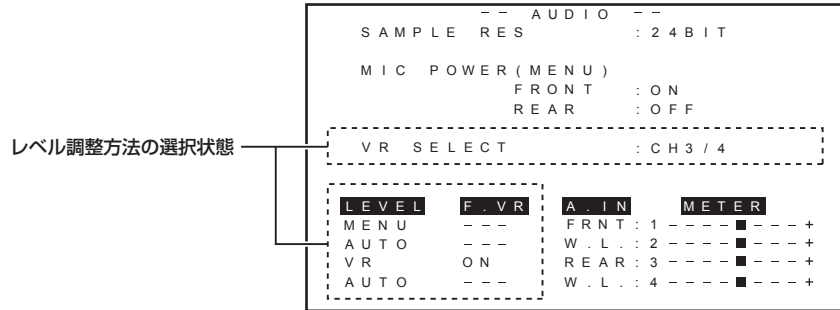 -- AUDIO --
SAMPLE RES :24BIT
MIC POWER(MENU)
FRONT :ON
REAR :OFF
レベル調整方法の選択状態
VR SELECT :CH3/4
LEVEL F.VR A.IN METER
MENU --- FRNT:1----■---+
AUTO --- W.L.:2----■---+
VR ON REAR:3----■---+
AUTO --- W.L.:4----■---+